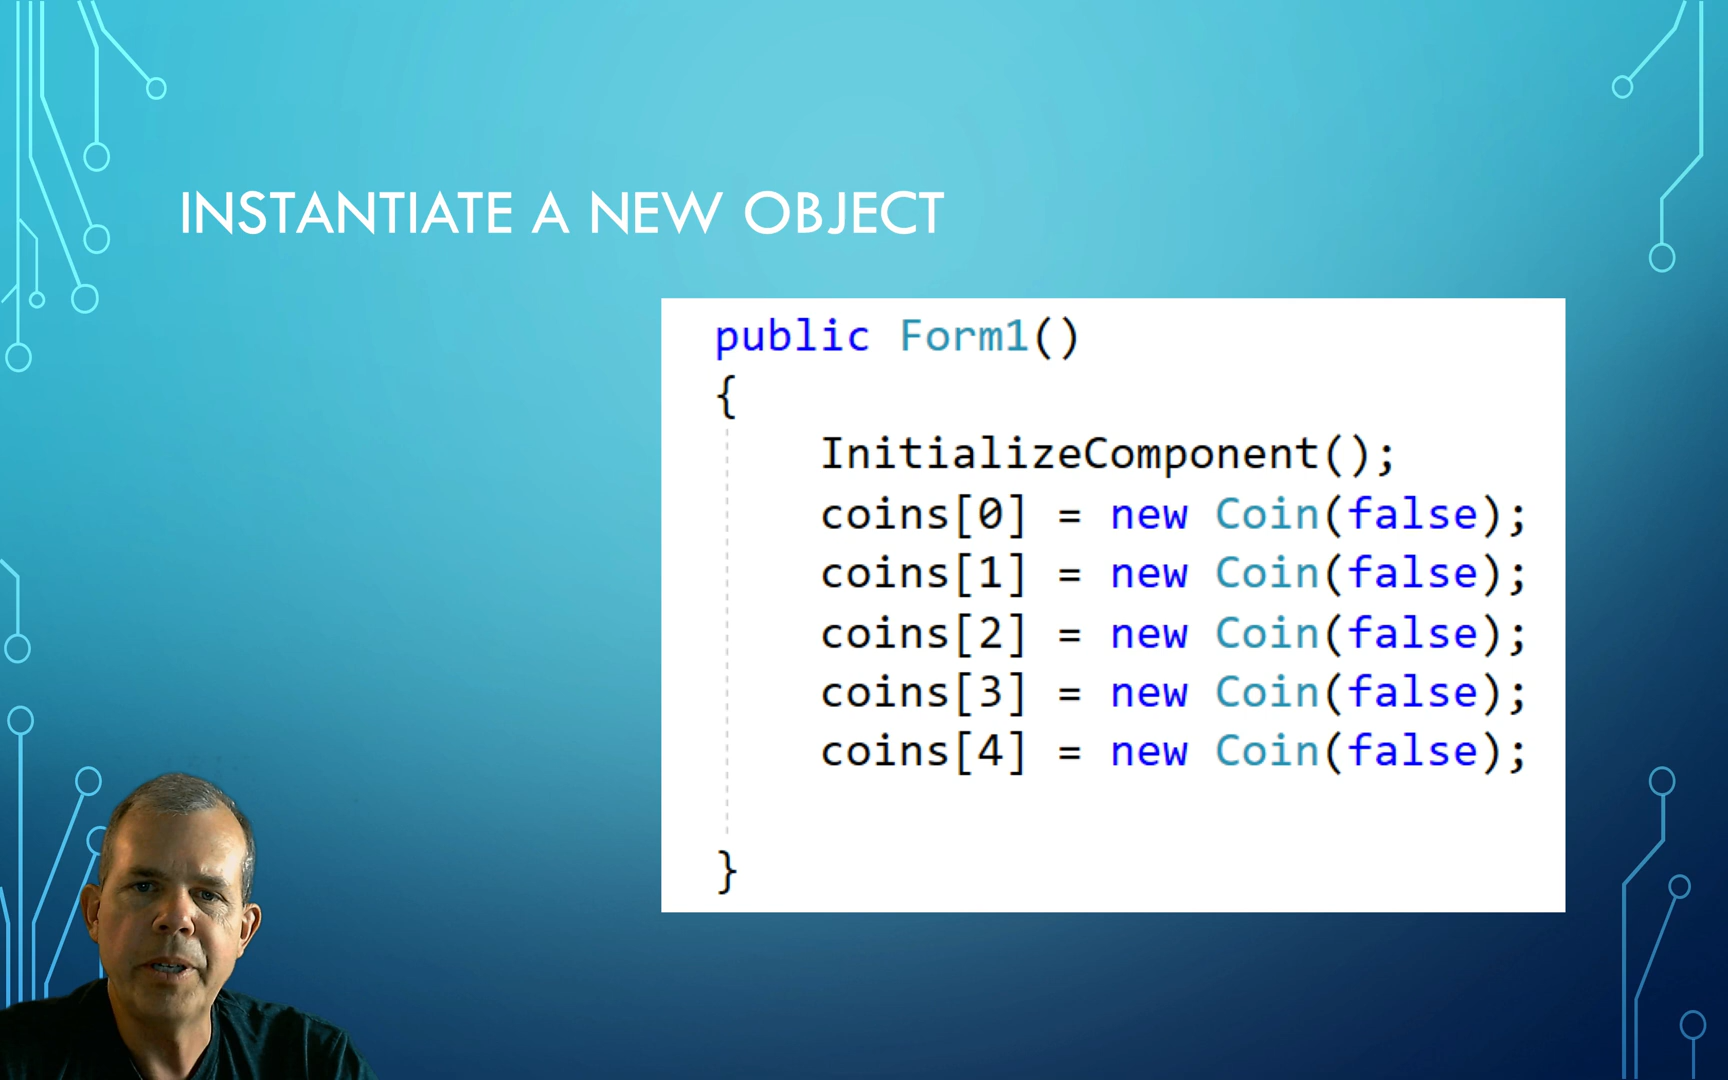 INSTANTIATE A NEW OBJECT
public Form1()
{
InitializeComponent();
coins[0] = new Coin(false);
coins[1] = new Coin(false);
coins[2] = new Coin(false);
coins[3] = new Coin(false);
coins[4] = new Coin(false);
}